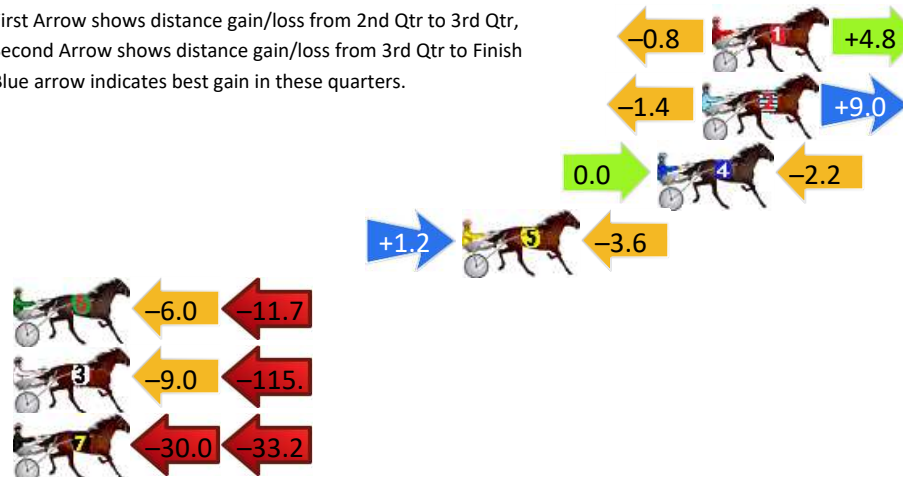 irst Arrow shows distance gain/loss from 2nd Qtr to 3rd Qtr,
econd Arrow shows distance gain/loss from 3rd Qtr to Finish
Blue arrow indicates best gain in these quarters.
–0.8 1 +4.8
–1.4 2 +9.0
0.0 4 –2.2
+1.2 5 –3.6
6 –6.0 –11.7
3 –9.0 –115.
7 –30.0 –33.2